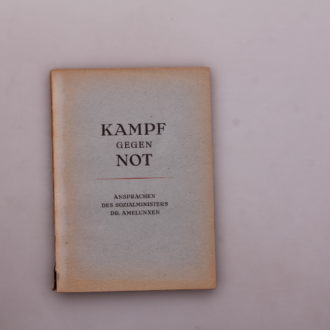 KAMPF
GEGEN
NOT
ANSPRACHEN
DES SOZIALMINISTERS
DR. AMELUNXEN